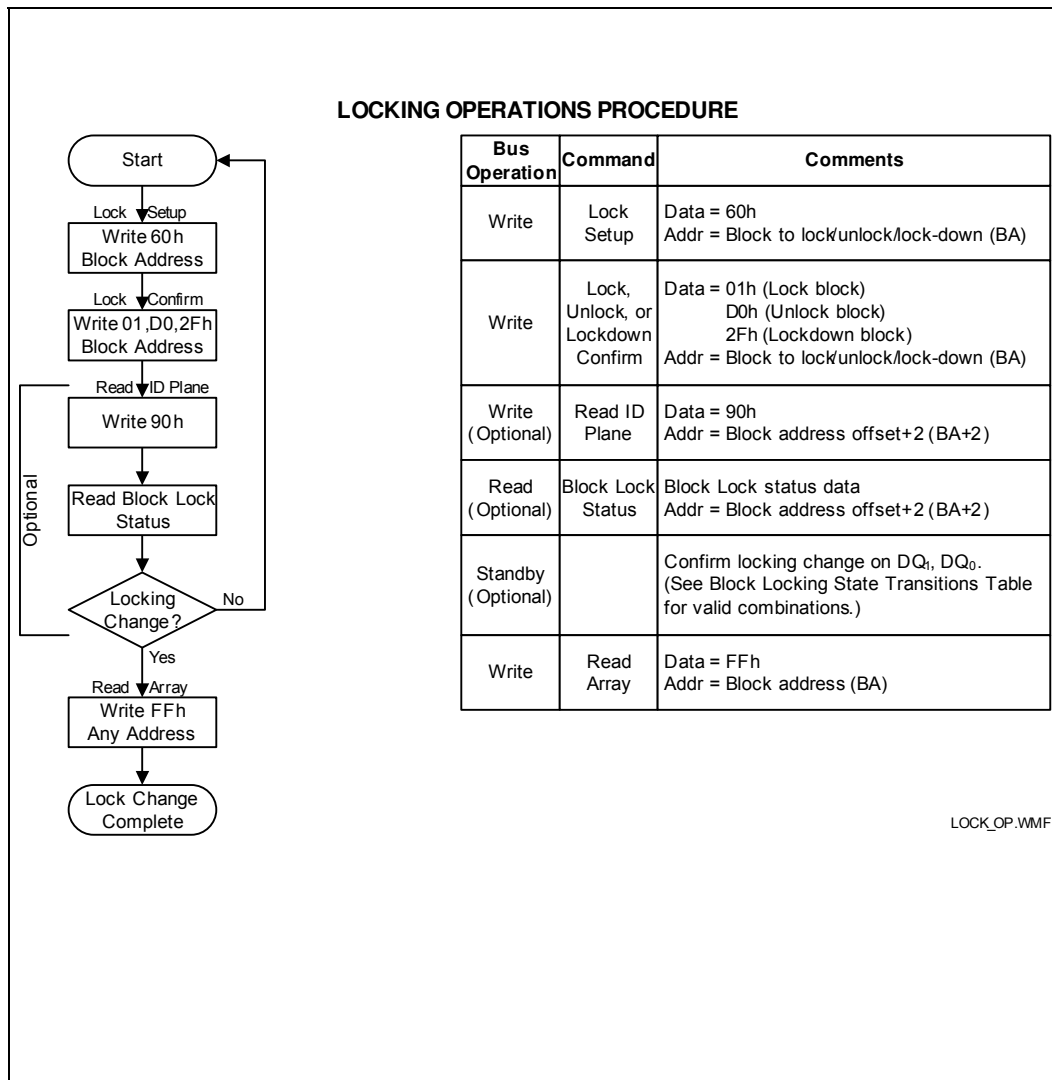 LOCKING OPERATIONS PROCEDURE
Start
Lock Setup
Write 60h
Block Address
Lock Confirm
Write 01,D0,2Fh
Block Address
Read ID Plane
Write 90h
Optional
Read Block Lock
Status
Locking
Change?
No
Yes
Read Array
Write FFh
Any Address
Lock Change
Complete
Bus
Operation
Command
Comments
Write
Lock
Setup
Data = 60h
Addr = Block to lock/unlock/lock-down (BA)
Write
Lock,
Unlock, or
Lockdown
Confirm
Data = 01h (Lock block)
D0h (Unlock block)
2Fh (Lockdown block)
Addr = Block to lock/unlock/lock-down (BA)
Write
(Optional)
Read ID
Plane
Data = 90h
Addr = Block address offset+2 (BA+2)
Read
(Optional)
Block Lock
Status
Block Lock status data
Addr = Block address offset+2 (BA+2)
Standby
(Optional)
Confirm locking change on DQ₁, DQ₀.
(See Block Locking State Transitions Table
for valid combinations.)
Write
Read
Array
Data = FFh
Addr = Block address (BA)
LOCK_OP.WMF